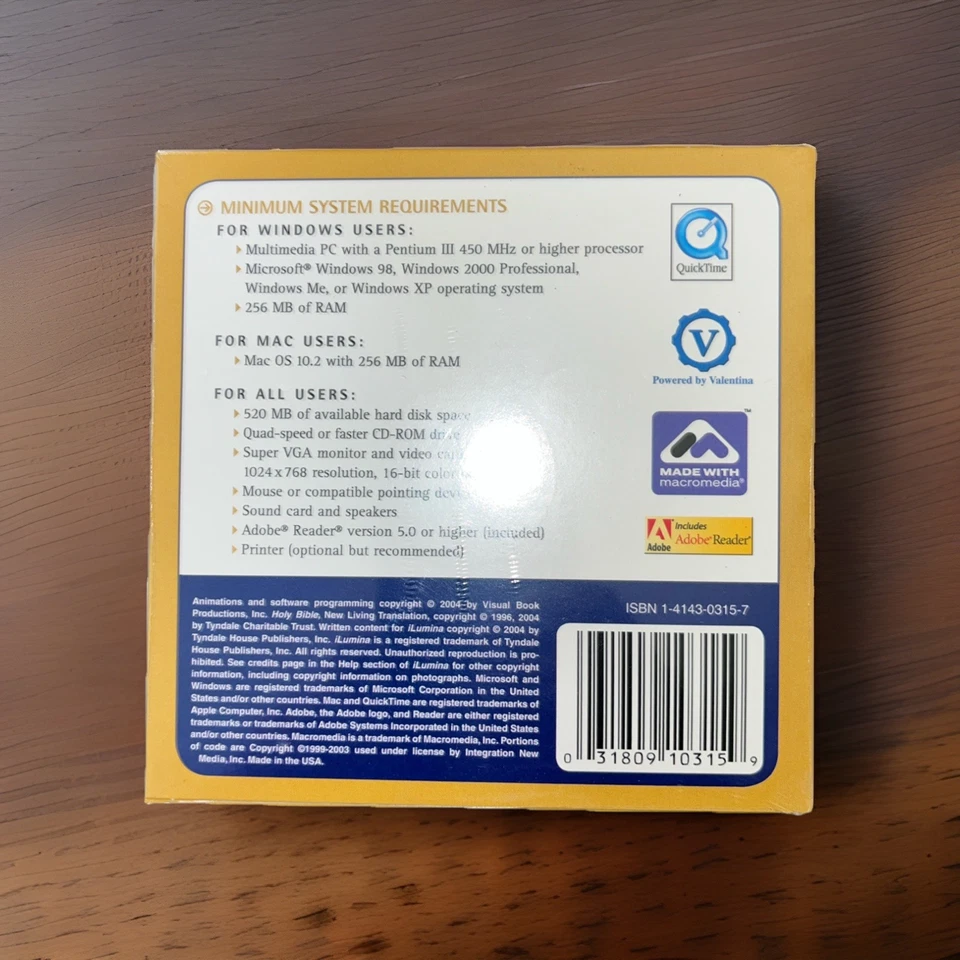 MINIMUM SYSTEM REQUIREMENTS
FOR WINDOWS USERS:
Multimedia PC with a Pentium III 450 MHz or higher processor
Microsoft® Windows 98, Windows 2000 Professional,
Windows Me, or Windows XP operating system
256 MB of RAM
FOR MAC USERS:
Mac OS 10.2 with 256 MB of RAM
FOR ALL USERS:
520 MB of available hard disk space
Quad-speed or faster CD-ROM drive
Super VGA monitor and video
1024 x 768 resolution, 16-bit color
Mouse or compatible pointing device
Sound card and speakers
Adobe® Reader® version 5.0 or higher (included)
Printer (optional but recommended)
QuickTime
V
Powered by Valentina
MADE WITH
macromedia®
Adobe
Includes
Adobe® Reader®
Animations and software programming copyright © 2004 by Visual Book
Productions, Inc. Holy Bible, New Living Translation, copyright © 1996, 2004
by Tyndale Charitable Trust. Written content for iLumina copyright © 2004 by
Tyndale House Publishers, Inc. iLumina is a registered trademark of Tyndale
House Publishers, Inc. All rights reserved. Unauthorized reproduction is pro-
hibited. See credits page in the Help section of iLumina for other copyright
information, including copyright information on photographs. Microsoft and
Windows are registered trademarks of Microsoft Corporation in the United
States and/or other countries. Mac and QuickTime are registered trademarks of
Apple Computer, Inc. Adobe, the Adobe logo, and Reader are either registered
trademarks or trademarks of Adobe Systems Incorporated in the United States
and/or other countries. Macromedia is a trademark of Macromedia, Inc. Portions
of code are Copyright ©1999-2003 used under license by Integration New
Media, Inc. Made in the USA.
ISBN 1-4143-0315-7
0 31809 10315 9